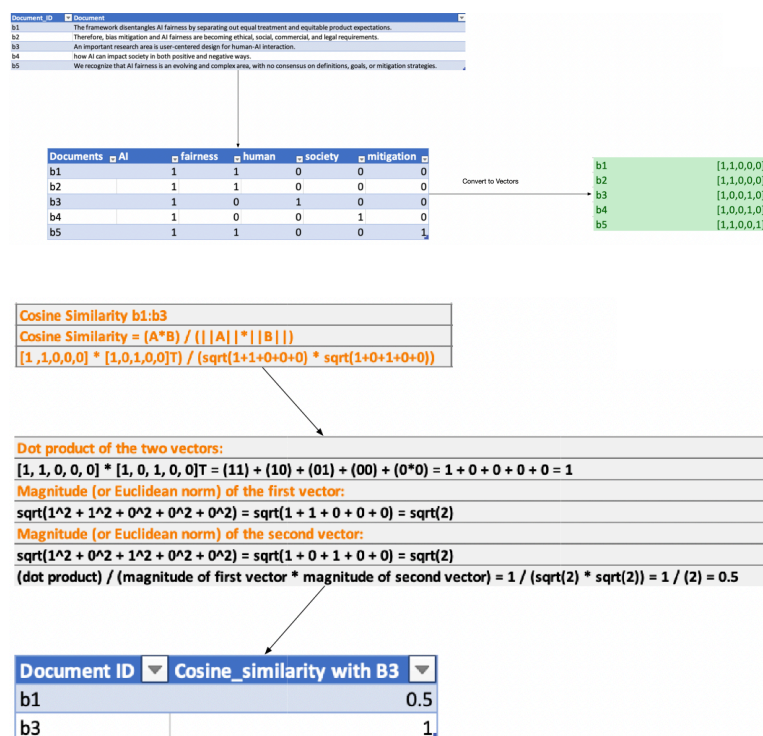 Document_ID Document
b1 The framework disentangles AI fairness by separating out equal treatment and equitable product expectations.
b2 Therefore, bias mitigation and AI fairness are becoming ethical, social, commercial, and legal requirements.
b3 An important research area is user-centered design for human-AI interaction.
b4 how AI can impact society in both positive and negative ways.
b5 We recognize that AI fairness is an evolving and complex area, with no consensus on definitions, goals, or mitigation strategies.
Documents AI fairness human society mitigation
b1 1 1 0 0 0
b2 1 1 0 0 0
b3 1 0 1 0 0
b4 1 0 0 1 0
b5 1 1 0 0 1
Convert to Vectors
b1 [1,1,0,0,0]
b2 [1,1,0,0,0]
b3 [1,0,0,1,0]
b4 [1,0,0,1,0]
b5 [1,1,0,0,1]
Cosine Similarity b1:b3
Cosine Similarity = (A*B) / (||A||*||B||)
[1 ,1,0,0,0] * [1,0,1,0,0]T) / (sqrt(1+1+0+0+0) * sqrt(1+0+1+0+0))
Dot product of the two vectors:
[1, 1, 0, 0, 0] * [1, 0, 1, 0, 0]T = (11) + (10) + (01) + (00) + (0*0) = 1 + 0 + 0 + 0 + 0 = 1
Magnitude (or Euclidean norm) of the first vector:
sqrt(1^2 + 1^2 + 0^2 + 0^2 + 0^2) = sqrt(1 + 1 + 0 + 0 + 0) = sqrt(2)
Magnitude (or Euclidean norm) of the second vector:
sqrt(1^2 + 0^2 + 1^2 + 0^2 + 0^2) = sqrt(1 + 0 + 1 + 0 + 0) = sqrt(2)
(dot product) / (magnitude of first vector * magnitude of second vector) = 1 / (sqrt(2) * sqrt(2)) = 1 / (2) = 0.5
Document ID Cosine_similarity with B3
b1 0.5
b3 1